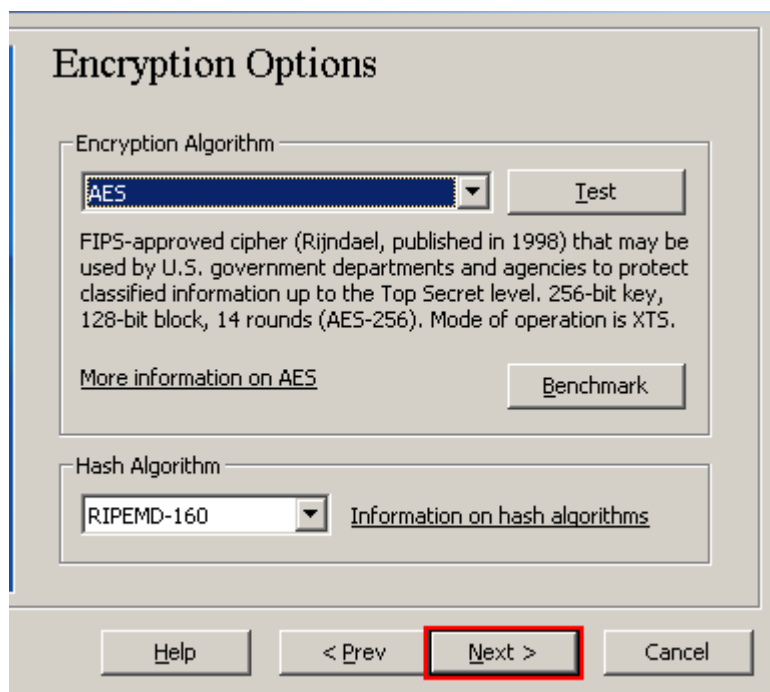 Encryption Options
Encryption Algorithm
AES
Test
FIPS-approved cipher (Rijndael, published in 1998) that may be
used by U.S. government departments and agencies to protect
classified information up to the Top Secret level. 256-bit key,
128-bit block, 14 rounds (AES-256). Mode of operation is XTS.
More information on AES
Benchmark
Hash Algorithm
RIPEMD-160
Information on hash algorithms
Help
< Prev
Next >
Cancel